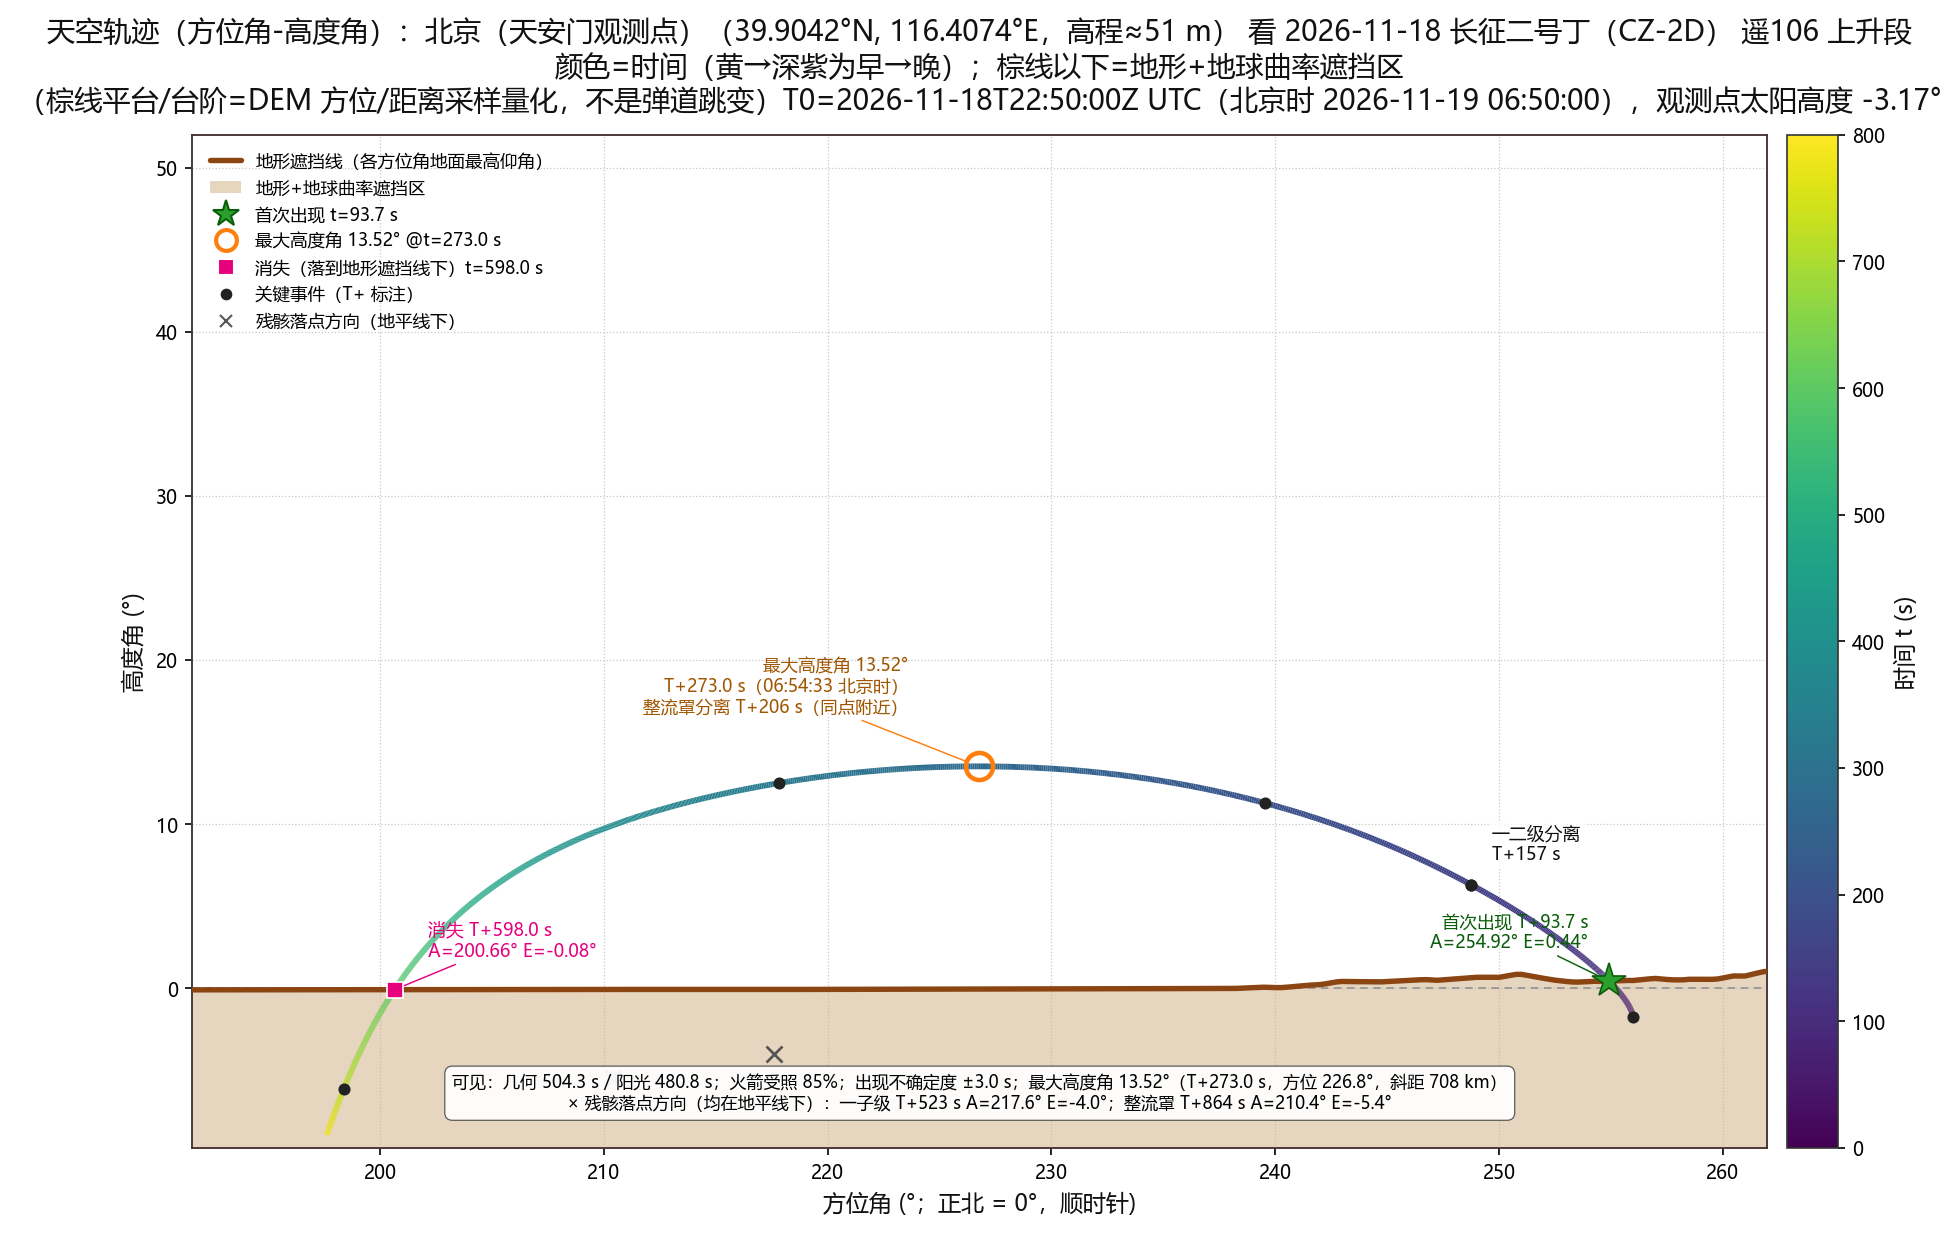 天空轨迹（方位角-高度角）：北京（天安门观测点）（39.9042°N, 116.4074°E，高程≈51 m） 看 2026-11-18 长征二号丁（CZ-2D） 遥106 上升段
颜色=时间（黄→深紫为早→晚）；棕线以下=地形+地球曲率遮挡区
（棕线平台/台阶=DEM 方位/距离采样量化，不是弹道跳变）T0=2026-11-18T22:50:00Z UTC（北京时 2026-11-19 06:50:00），观测点太阳高度 -3.17°
地形遮挡线（各方位角地面最高仰角）
地形+地球曲率遮挡区
首次出现 t=93.7 s
最大高度角 13.52° @t=273.0 s
消失（落到地形遮挡线下）t=598.0 s
关键事件（T+ 标注）
残骸落点方向（地平线下）
50
40
30
20
10
0
高度角 (°)
最大高度角 13.52°
T+273.0 s（06:54:33 北京时）
整流罩分离 T+206 s（同点附近）
一二级分离
T+157 s
首次出现 T+93.7 s
A=254.92° E=0.44°
消失 T+598.0 s
A=200.66° E=-0.08°
可见：几何 504.3 s / 阳光 480.8 s；火箭受照 85%；出现不确定度 ±3.0 s；最大高度角 13.52°（T+273.0 s，方位 226.8°，斜距 708 km）
× 残骸落点方向（均在地平线下）：一子级 T+523 s A=217.6° E=-4.0°；整流罩 T+864 s A=210.4° E=-5.4°
200
210
220
230
240
250
260
方位角 (°；正北 = 0°，顺时针)
800
700
600
500
400
300
200
100
0
时间 t (s)